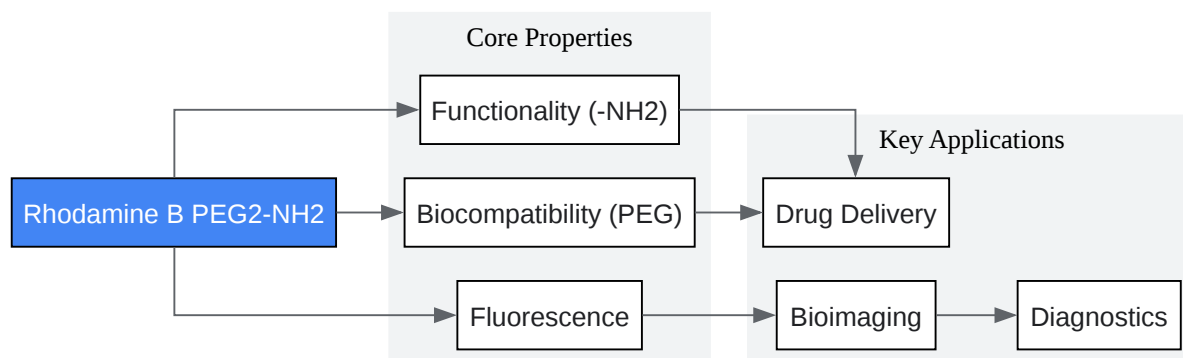 Core Properties
Functionality (-NH2)
Key Applications
Rhodamine B PEG2-NH2
Biocompatibility (PEG)
Drug Delivery
Fluorescence
Bioimaging
Diagnostics